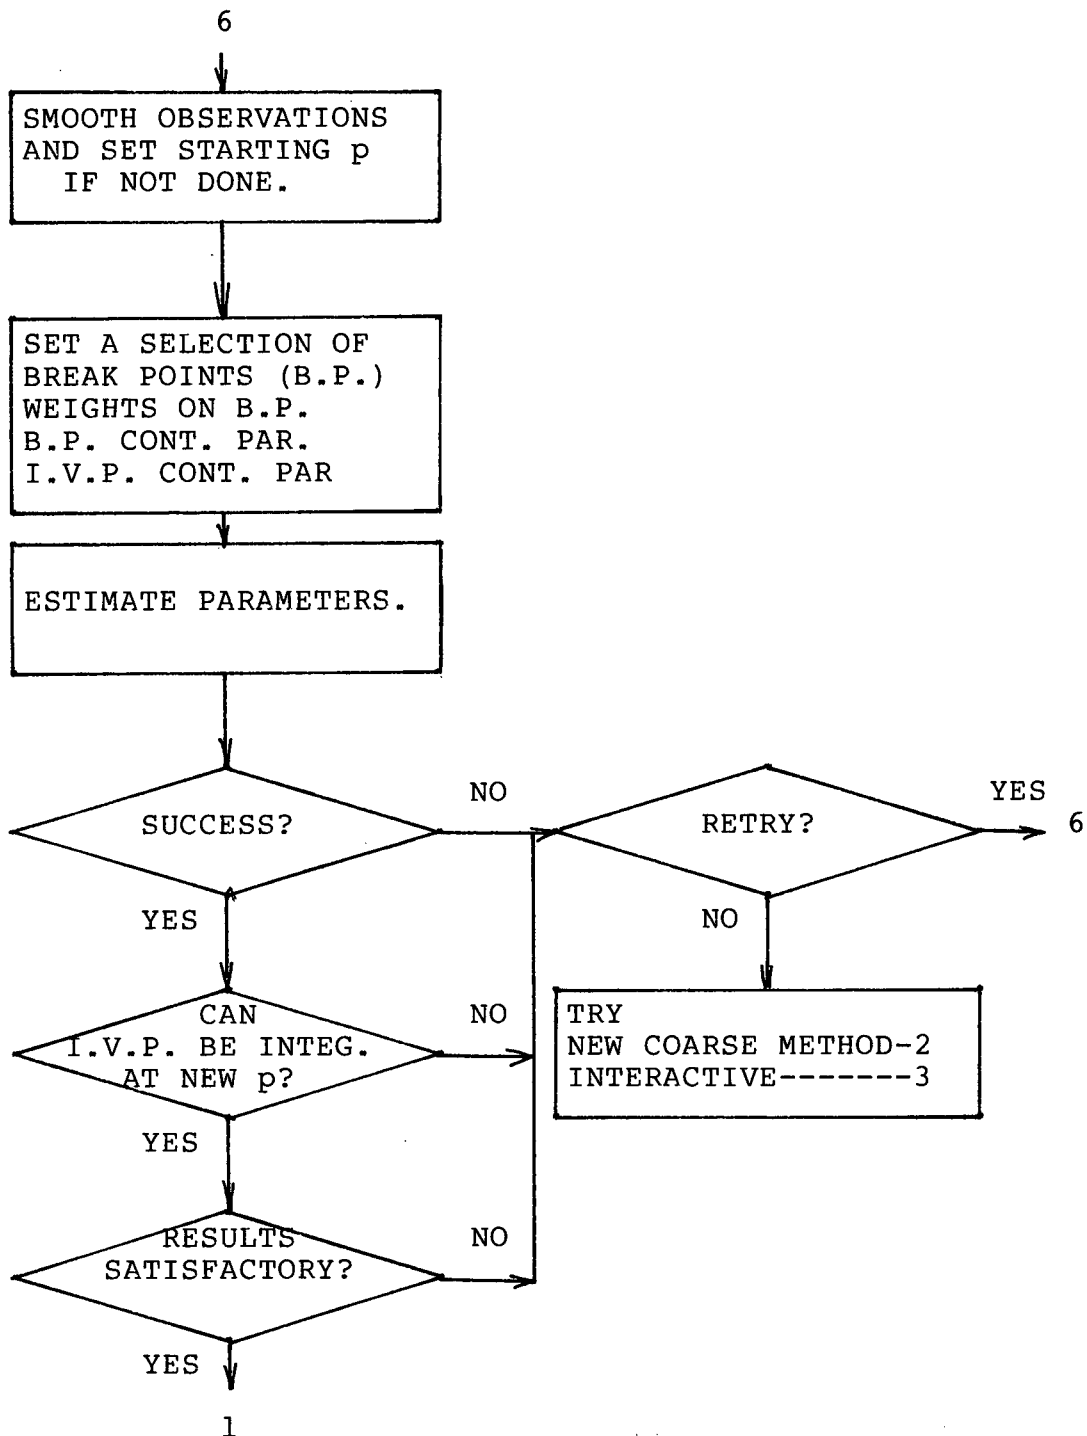 6
SMOOTH OBSERVATIONS
AND SET STARTING p
IF NOT DONE.
SET A SELECTION OF
BREAK POINTS (B.P.)
WEIGHTS ON B.P.
B.P. CONT. PAR.
I.V.P. CONT. PAR
ESTIMATE PARAMETERS.
SUCCESS?
NO
RETRY?
YES
6
YES
NO
CAN
I.V.P. BE INTEG.
AT NEW p?
NO
TRY
NEW COARSE METHOD-2
INTERACTIVE-------3
YES
RESULTS
SATISFACTORY?
NO
YES
1